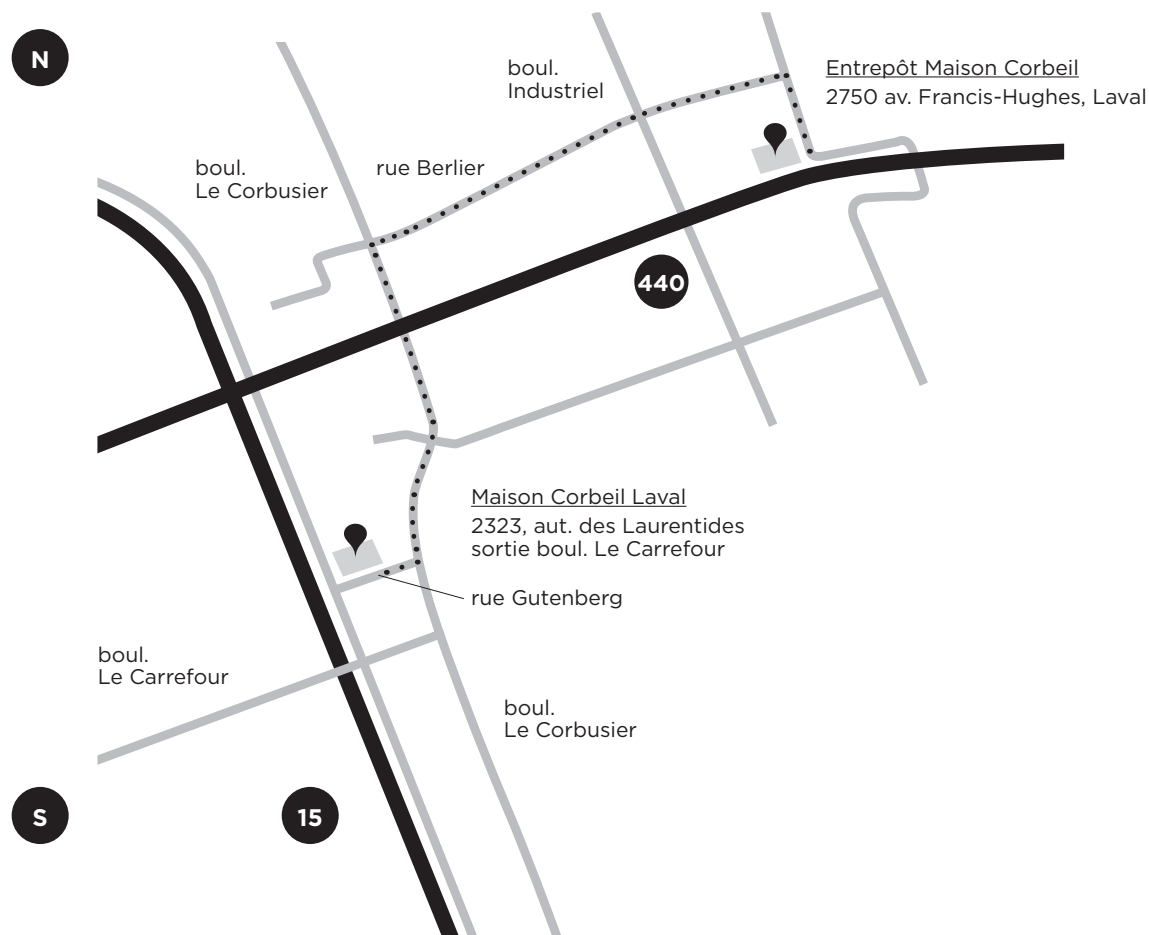 N
boul.
Industriel
Entrepôt Maison Corbeil
2750 av. Francis-Hughes, Laval
boul.
Le Corbusier
rue Berlier
440
Maison Corbeil Laval
2323, aut. des Laurentides
sortie boul. Le Carrefour
rue Gutenberg
boul.
Le Carrefour
boul.
Le Corbusier
S
15